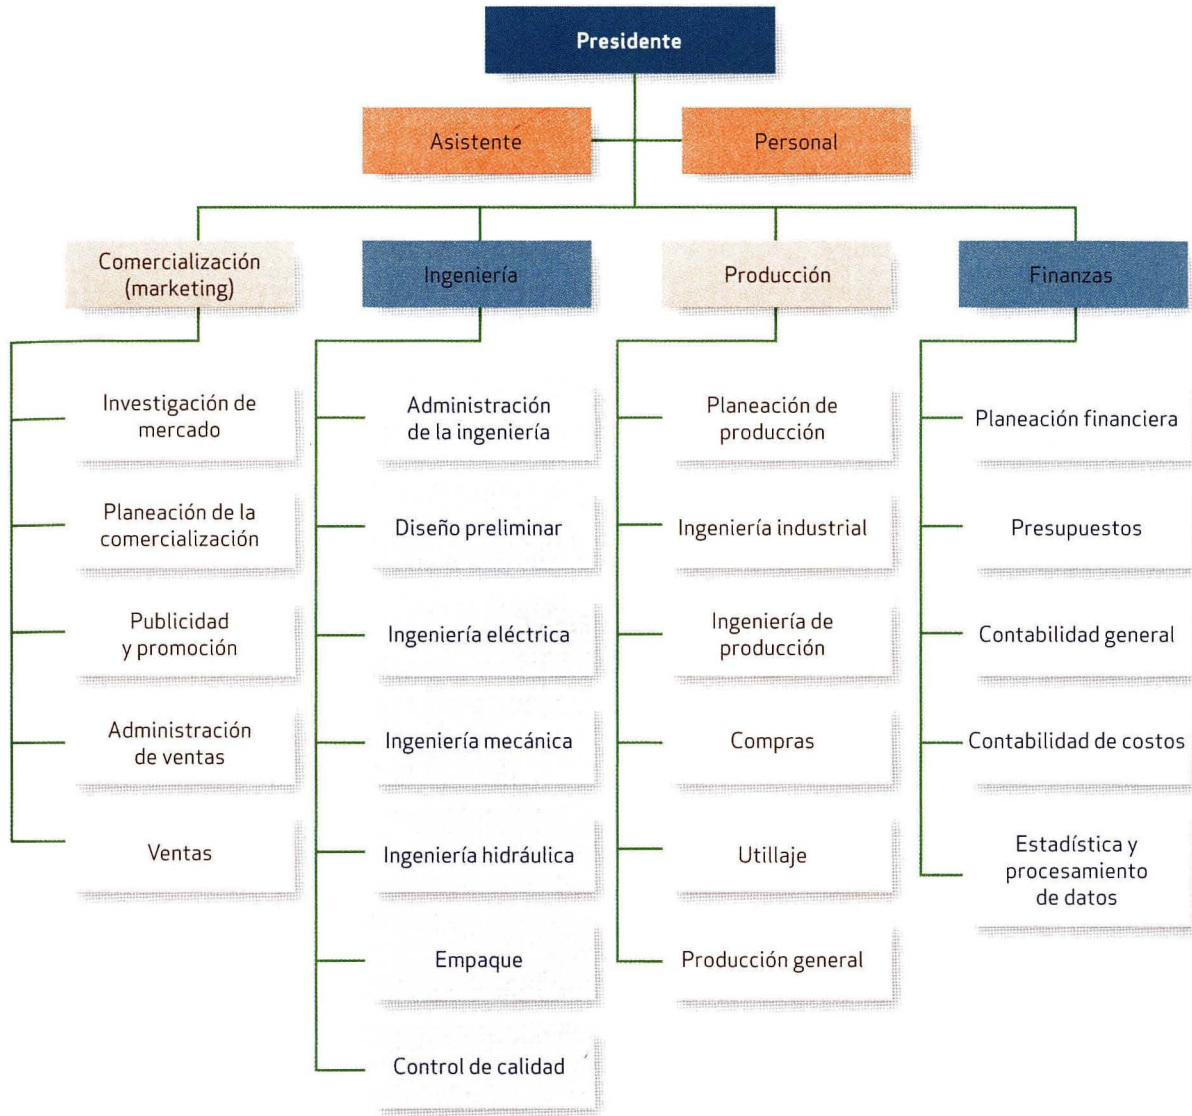 Presidente
Asistente
Personal
Comercialización
(marketing)
Ingeniería
Producción
Finanzas
Investigación de
mercado
Planeación de la
comercialización
Publicidad
y promoción
Administración
de ventas
Ventas
Administración
de la ingeniería
Diseño preliminar
Ingeniería eléctrica
Ingeniería mecánica
Ingeniería hidráulica
Empaque
Control de calidad
Planeación de
producción
Ingeniería industrial
Ingeniería de
producción
Compras
Utillaje
Producción general
Planeación financiera
Presupuestos
Contabilidad general
Contabilidad de costos
Estadística y
procesamiento
de datos